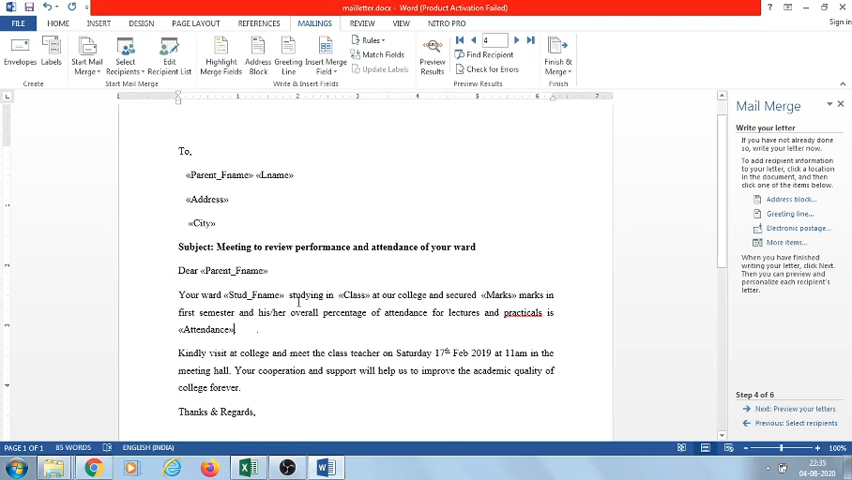 mailletter.docx - Word (Product Activation Failed)
FILE HOME INSERT DESIGN PAGE LAYOUT REFERENCES MAILINGS REVIEW VIEW NITRO PRO
Sign in
Envelopes
Labels
Start Mail Merge
Select Recipients
Edit Recipient List
Highlight Merge Fields
Address Block
Greeting Line
Insert Merge Field
Rules
Match Fields
Update Labels
Preview Results
4
Find Recipient
Check for Errors
Finish & Merge
Create
Start Mail Merge
Write & Insert Fields
Preview Results
Finish
1 1 2 3 4 5 6 7
To,
«Parent_Fname» «Lname»
«Address»
«City»
Subject: Meeting to review performance and attendance of your ward
Dear «Parent_Fname»
Your ward «Stud_Fname» studying in «Class» at our college and secured «Marks» marks in
first semester and his/her overall percentage of attendance for lectures and practicals is
«Attendance» .
Kindly visit at college and meet the class teacher on Saturday 17th Feb 2019 at 11am in the
meeting hall. Your cooperation and support will help us to improve the academic quality of
college forever.
Thanks & Regards,
Mail Merge
Write your letter
If you have not already done
so, write your letter now.
To add recipient information
to your letter, click a location
in the document, and then
click one of the items below.
Address block...
Greeting line...
Electronic postage...
More items...
When you have finished
writing your letter, click Next.
Then you can preview and
personalize each recipient's
letter.
Step 4 of 6
Next: Preview your letters
Previous: Select recipients
PAGE 1 OF 1 85 WORDS ENGLISH (INDIA)
100%
22:35
04-08-2020